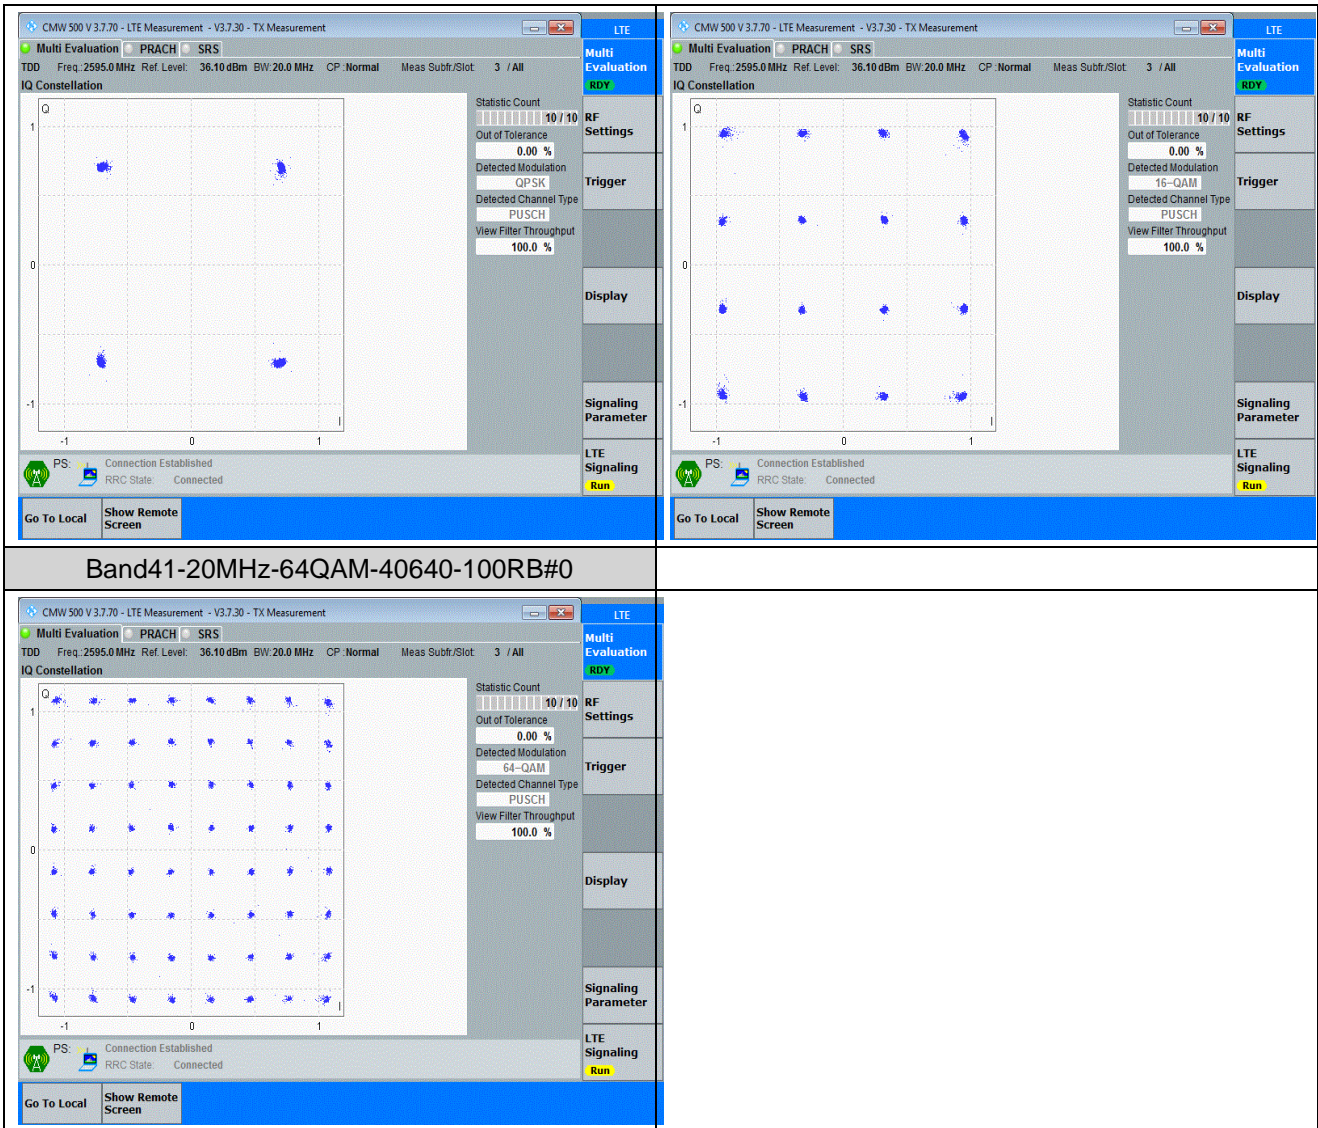 CMW 500 V 3.7.70 - LTE Measurement - V3.7.30 - TX Measurement
LTE
Multi Evaluation PRACH SRS
Multi
Evaluation
RDY
TDD Freq.: 2595.0 MHz Ref. Level: 36.10 dBm BW: 20.0 MHz CP : Normal Meas Subfr./Slot: 3 / All
IQ Constellation
Q
1
0
-1
-1 0 1
I
Statistic Count
10 / 10
Out of Tolerance
0.00 %
Detected Modulation
QPSK
Detected Channel Type
PUSCH
View Filter Throughput
100.0 %
RF
Settings
Trigger
Display
Signaling
Parameter
LTE
Signaling
Run
PS: Connection Established
RRC State: Connected
Go To Local
Show Remote
Screen
CMW 500 V 3.7.70 - LTE Measurement - V3.7.30 - TX Measurement
LTE
Multi Evaluation PRACH SRS
Multi
Evaluation
RDY
TDD Freq.: 2595.0 MHz Ref. Level: 36.10 dBm BW: 20.0 MHz CP : Normal Meas Subfr./Slot: 3 / All
IQ Constellation
Q
1
0
-1
-1 0 1
I
Statistic Count
10 / 10
Out of Tolerance
0.00 %
Detected Modulation
16-QAM
Detected Channel Type
PUSCH
View Filter Throughput
100.0 %
RF
Settings
Trigger
Display
Signaling
Parameter
LTE
Signaling
Run
PS: Connection Established
RRC State: Connected
Go To Local
Show Remote
Screen
Band41-20MHz-64QAM-40640-100RB#0
CMW 500 V 3.7.70 - LTE Measurement - V3.7.30 - TX Measurement
LTE
Multi Evaluation PRACH SRS
Multi
Evaluation
RDY
TDD Freq.: 2595.0 MHz Ref. Level: 36.10 dBm BW: 20.0 MHz CP : Normal Meas Subfr./Slot: 3 / All
IQ Constellation
Q
1
0
-1
-1 0 1
I
Statistic Count
10 / 10
Out of Tolerance
0.00 %
Detected Modulation
64-QAM
Detected Channel Type
PUSCH
View Filter Throughput
100.0 %
RF
Settings
Trigger
Display
Signaling
Parameter
LTE
Signaling
Run
PS: Connection Established
RRC State: Connected
Go To Local
Show Remote
Screen